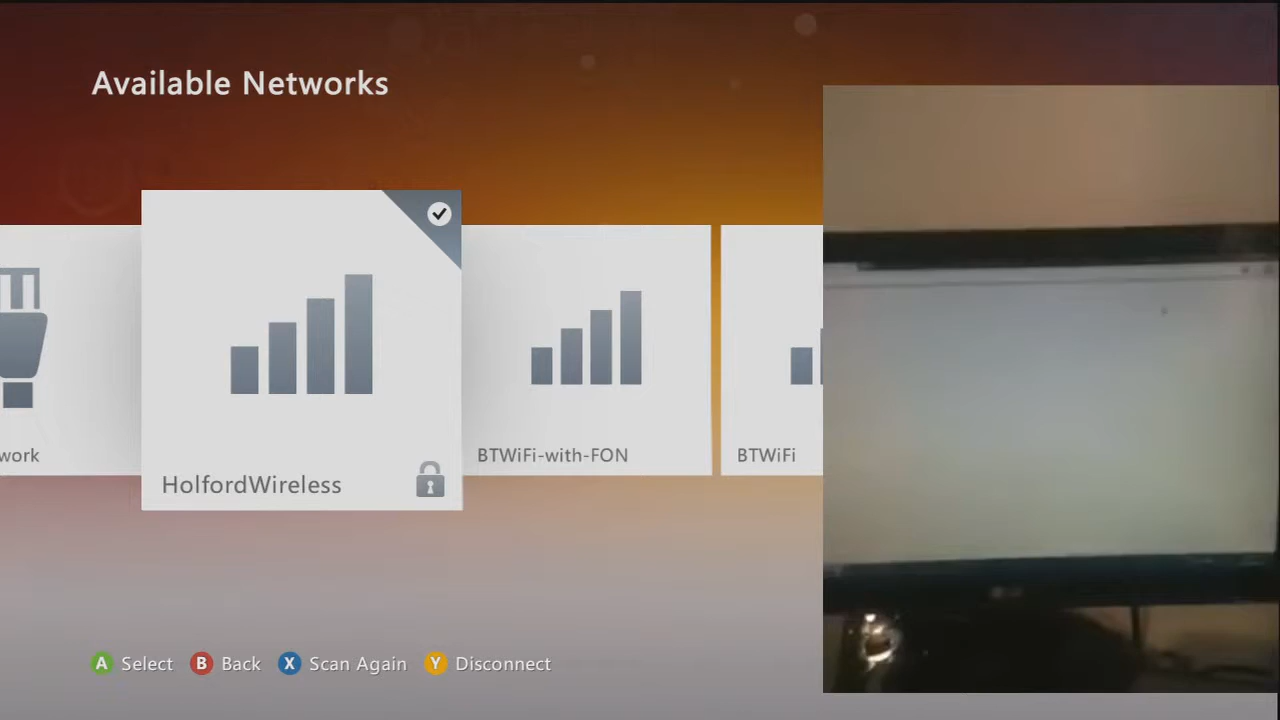 Available Networks
work
HolfordWireless
BTWiFi-with-FON
BTWiFi
A Select B Back X Scan Again Y Disconnect